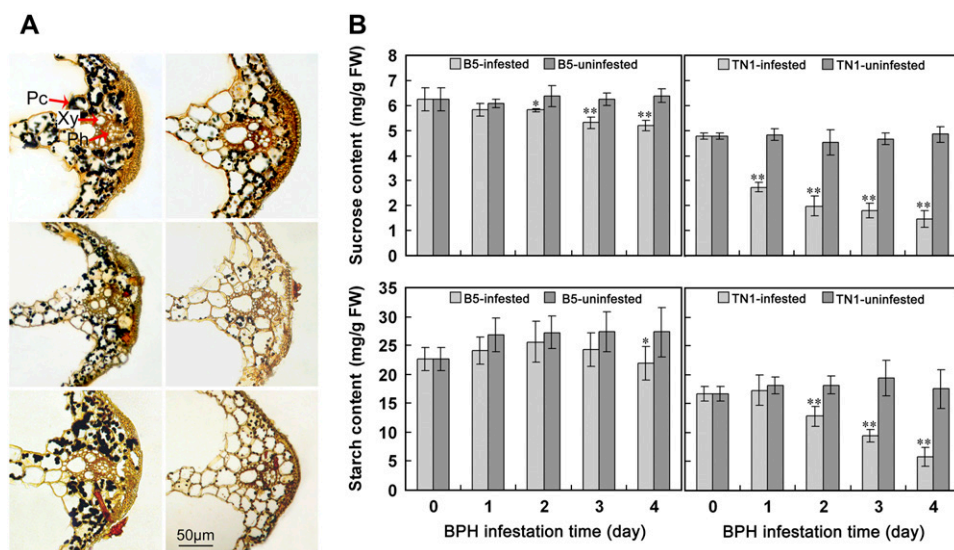 A
Pc
Xy
Ph
50μm
B
Sucrose content (mg/g FW)
8
7
6
5
4
3
2
1
0
B5-infested B5-uninfested
*
**
**
TN1-infested TN1-uninfested
**
**
**
**
Starch content (mg/g FW)
35
30
25
20
15
10
5
0
B5-infested B5-uninfested
*
TN1-infested TN1-uninfested
**
**
**
0 1 2 3 4
0 1 2 3 4
BPH infestation time (day)
BPH infestation time (day)